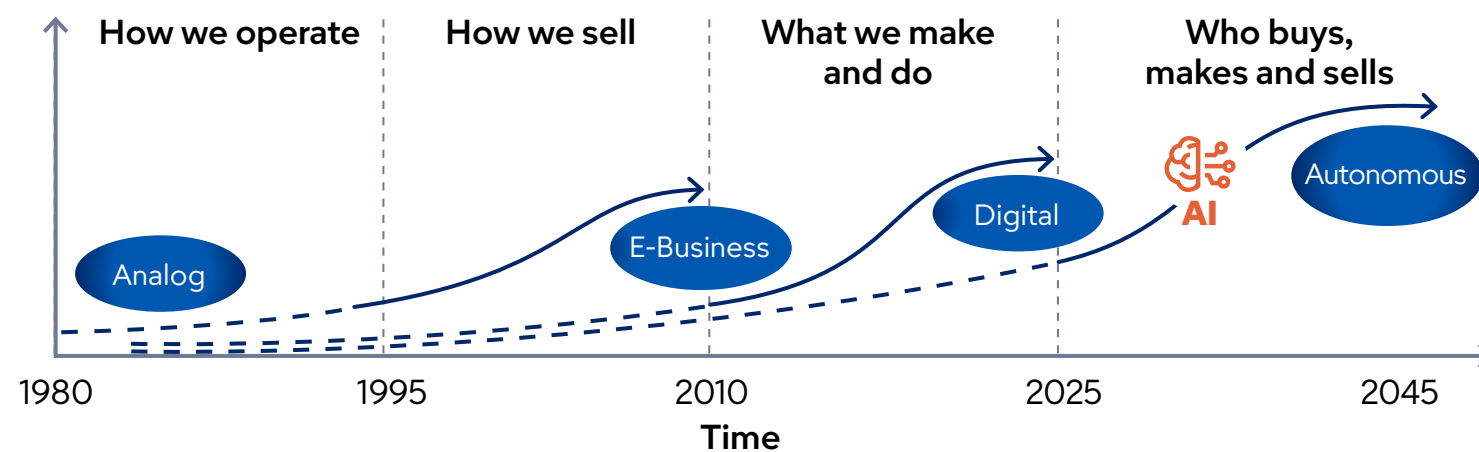 How we operate
How we sell
What we make
and do
Who buys,
makes and sells
Analog
E-Business
Digital
AI
Autonomous
1980
1995
2010
2025
2045
Time